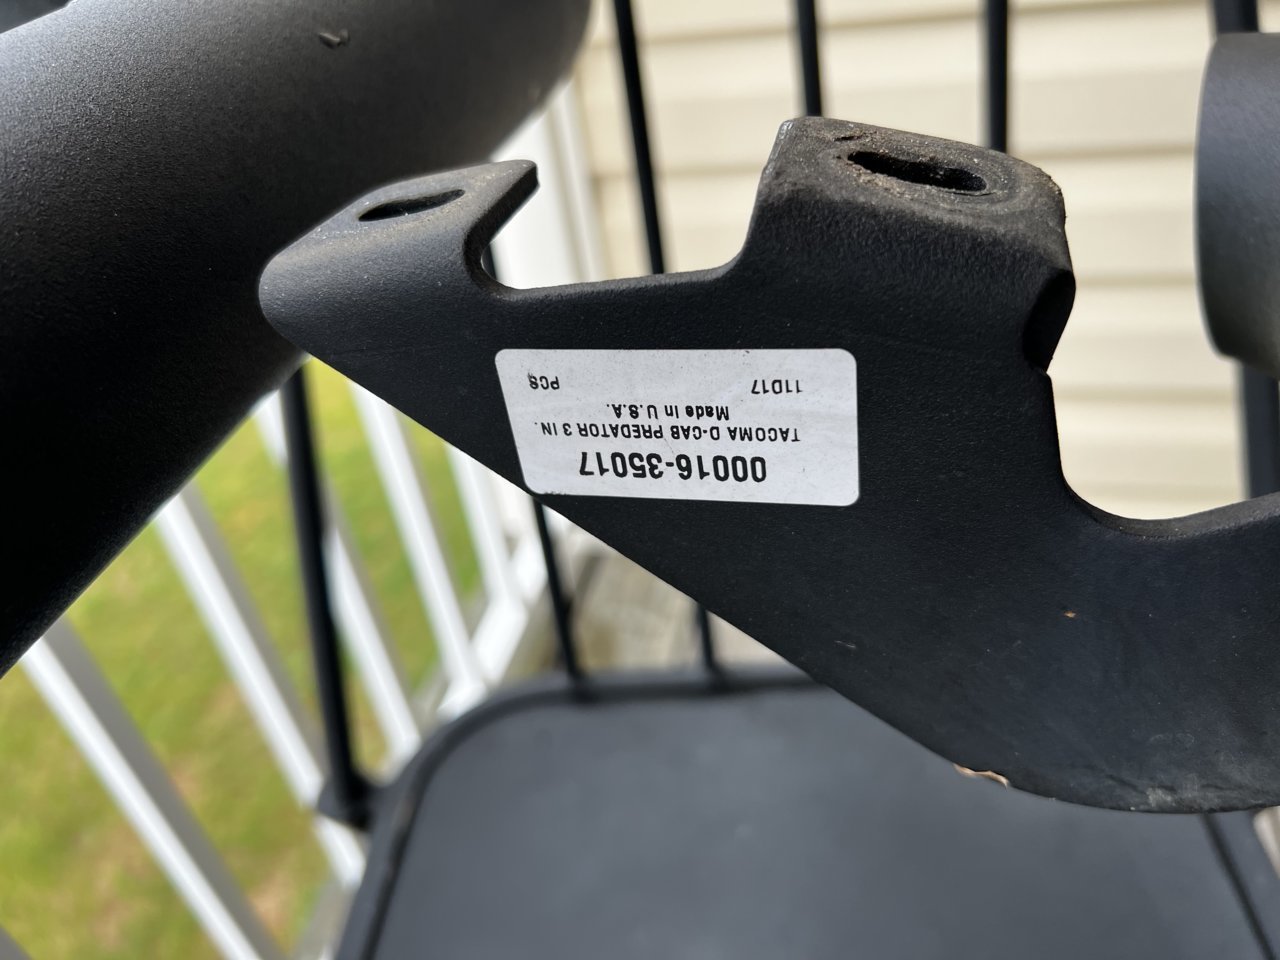 00016-35017
TACOMA D-CAB PREDATOR 3 IN.
Made in U.S.A.
11D17 PCS